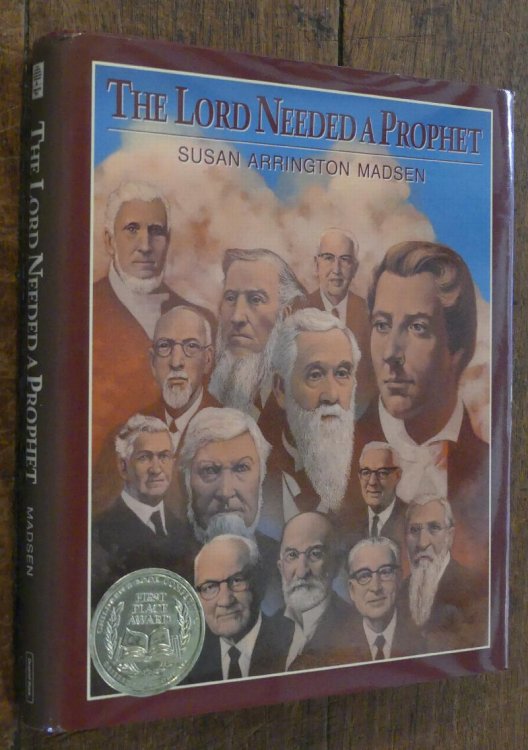 THE LORD NEEDED A PROPHET
SUSAN ARRINGTON MADSEN
THE LORD NEEDED A PROPHET
MADSEN
FIRST
PLACE
AWARD